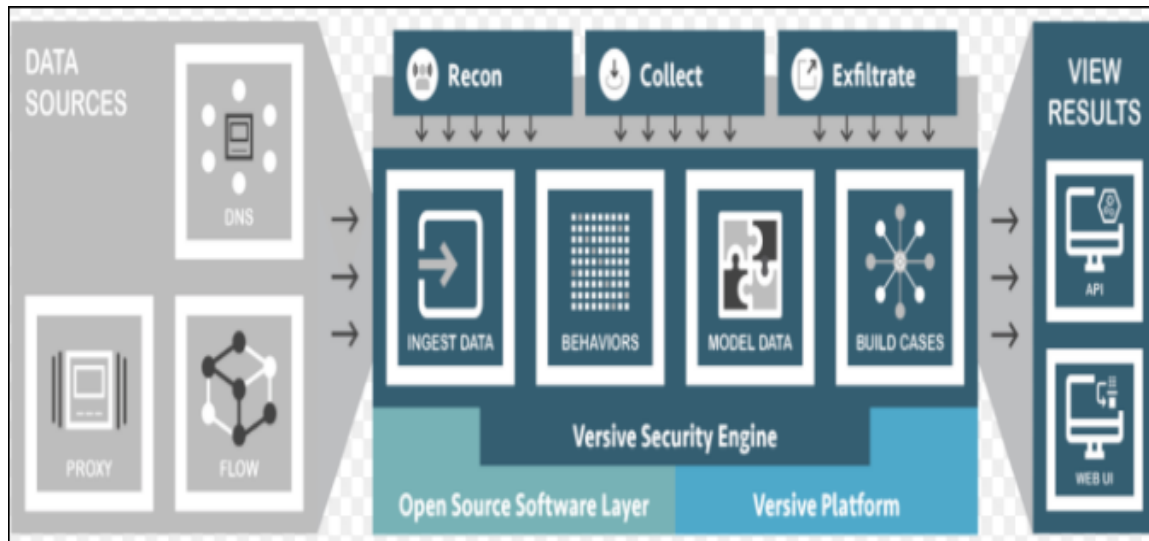 DATA
SOURCES
DNS
PROXY
FLOW
Recon
Collect
Exfiltrate
INGEST DATA
BEHAVIORS
MODEL DATA
BUILD CASES
Versive Security Engine
Open Source Software Layer
Versive Platform
VIEW
RESULTS
API
WEB UI